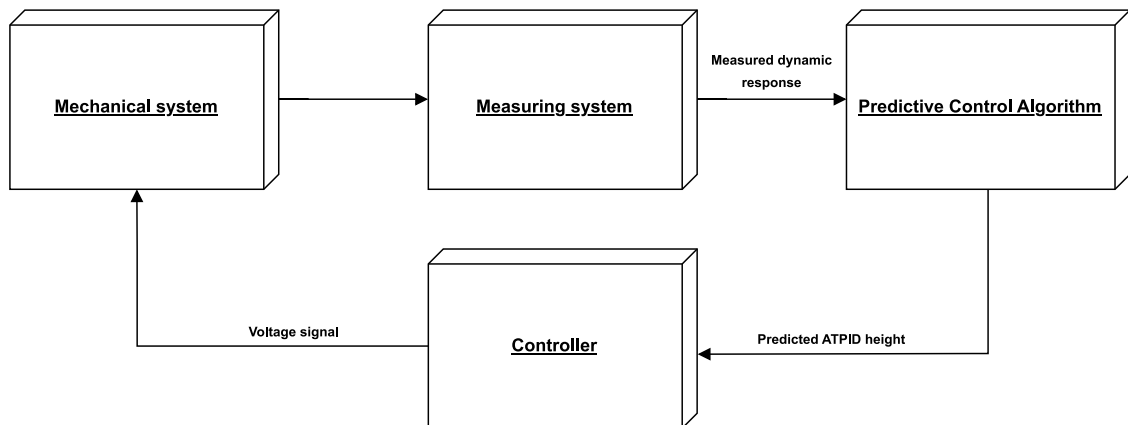 Mechanical system
Measuring system
Measured dynamic
response
Predictive Control Algorithm
Voltage signal
Controller
Predicted ATPID height